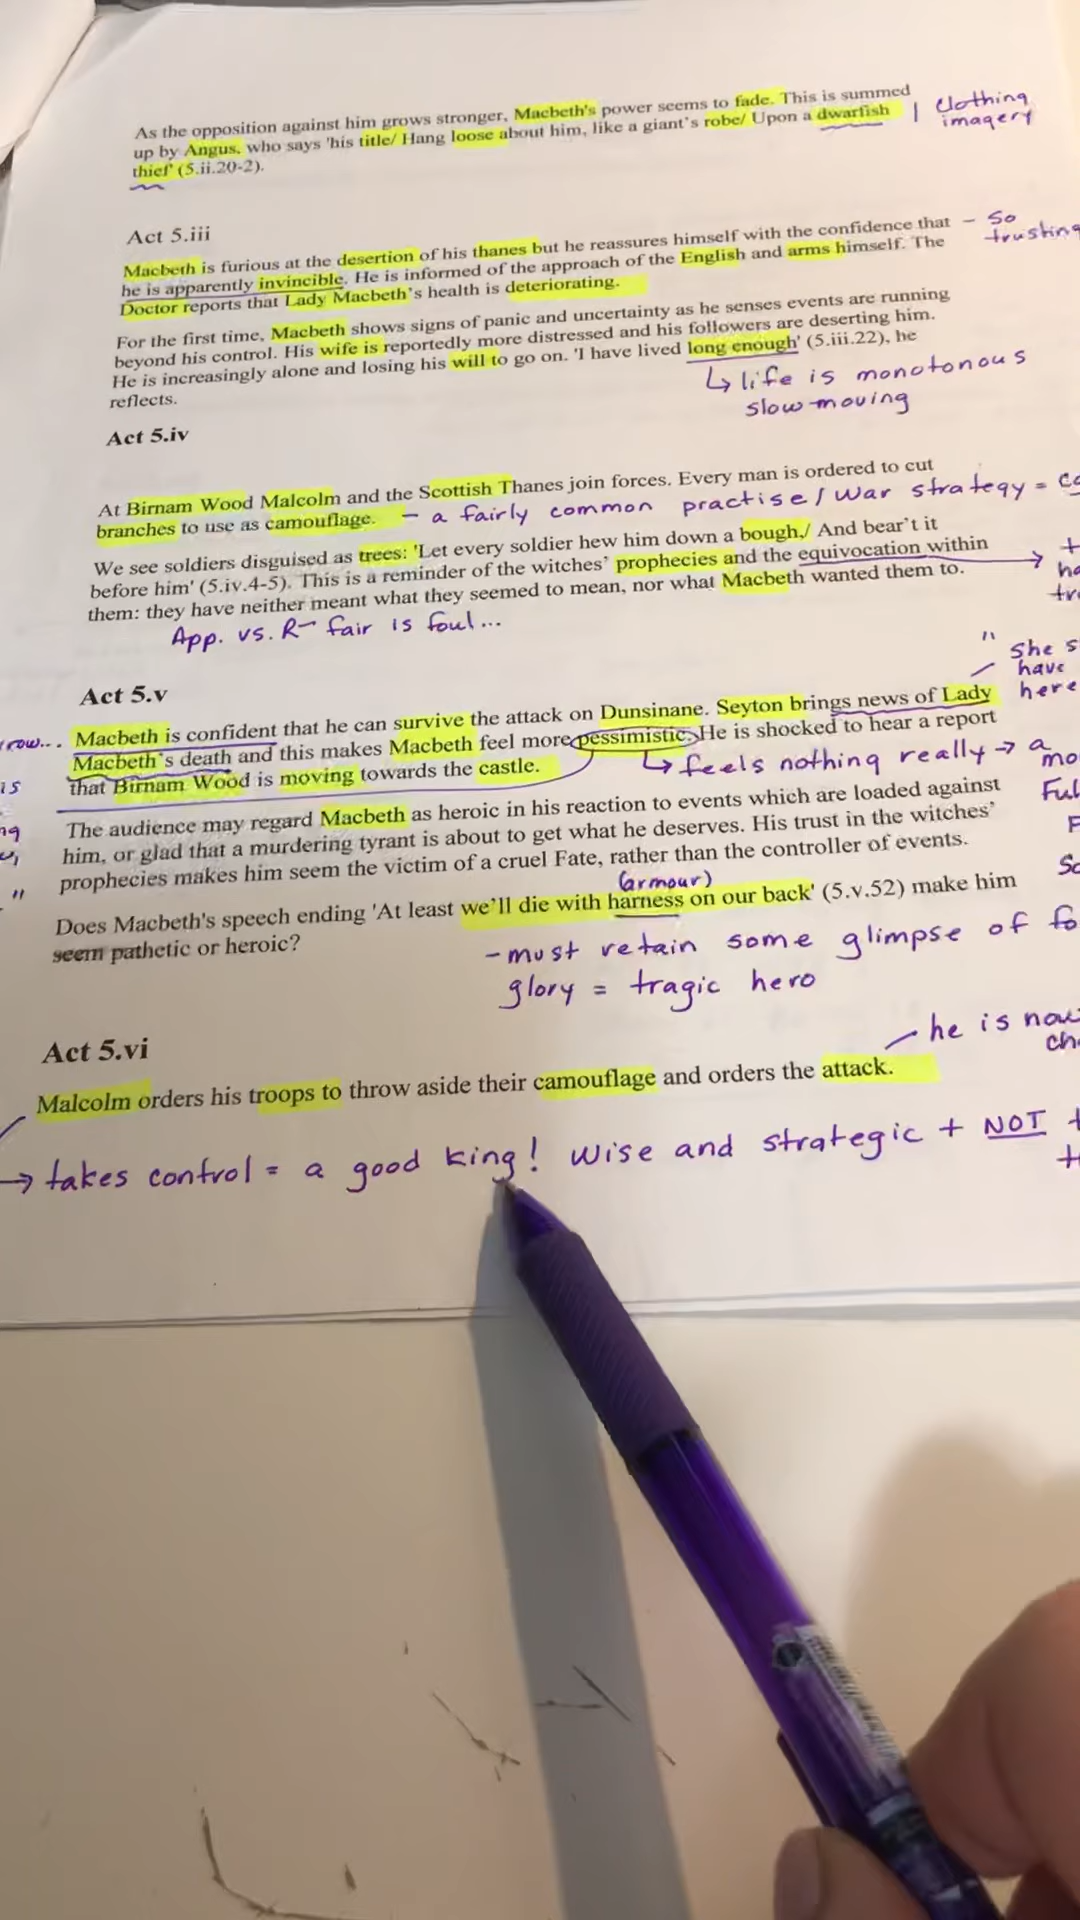 As the opposition against him grows stronger, Macbeth's power seems to fade. This is summed
up by Angus, who says 'his title/ Hang loose about him, like a giant's robe/ Upon a dwarfish
thief' (5.ii.20-2).
clothing
imagery
Act 5.iii
Macbeth is furious at the desertion of his thanes but he reassures himself with the confidence that
he is apparently invincible. He is informed of the approach of the English and arms himself. The
Doctor reports that Lady Macbeth's health is deteriorating.
- so
trusting
For the first time, Macbeth shows signs of panic and uncertainty as he senses events are running
beyond his control. His wife is reportedly more distressed and his followers are deserting him.
He is increasingly alone and losing his will to go on. 'I have lived long enough' (5.iii.22), he
reflects.
↳ life is monotonous
slow-moving
Act 5.iv
At Birnam Wood Malcolm and the Scottish Thanes join forces. Every man is ordered to cut
branches to use as camouflage.
- a fairly common practise / war strategy =
We see soldiers disguised as trees: 'Let every soldier hew him down a bough,/ And bear't it
before him' (5.iv.4-5). This is a reminder of the witches' prophecies and the equivocation within
them: they have neither meant what they seemed to mean, nor what Macbeth wanted them to.
App. vs. R- fair is foul...
" she s
have
here
Act 5.v
row...
Macbeth is confident that he can survive the attack on Dunsinane. Seyton brings news of Lady
Macbeth's death and this makes Macbeth feel more pessimistic. He is shocked to hear a report
that Birnam Wood is moving towards the castle.
↳ feels nothing really → a
is
The audience may regard Macbeth as heroic in his reaction to events which are loaded against
him, or glad that a murdering tyrant is about to get what he deserves. His trust in the witches'
prophecies makes him seem the victim of a cruel Fate, rather than the controller of events.
(armour)
Does Macbeth's speech ending 'At least we'll die with harness on our back' (5.v.52) make him
seem pathetic or heroic?
- must retain some glimpse of fo
glory = tragic hero
Act 5.vi
he is now
Malcolm orders his troops to throw aside their camouflage and orders the attack.
→ takes control = a good king! Wise and strategic + NOT